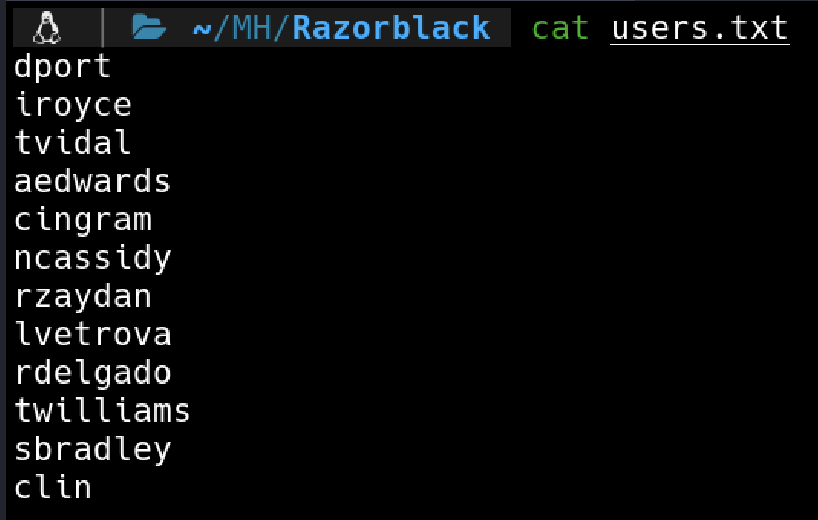 ~/MH/Razorblack cat users.txt
dport
iroyce
tvidal
aedwards
cingram
ncassidy
rzaydan
lvetrova
rdelgado
twilliams
sbradley
clin